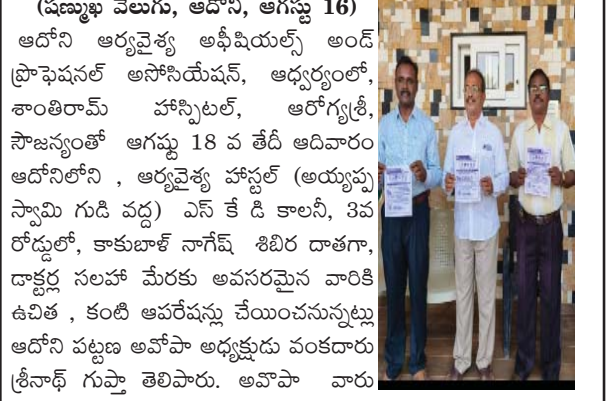 (షణ్ముఖ వెలుగు, ఆదోని, ఆగస్టు 16)
ఆదోని ఆర్యవైశ్య అఫీషియల్స్ అండ్
ప్రొఫెషనల్ అసోసియేషన్, ఆధ్వర్యంలో,
శాంతిరామ్ హాస్పిటల్, ఆరోగ్యశ్రీ,
సౌజన్యంతో ఆగష్టు 18 వ తేదీ ఆదివారం
ఆదోనిలోని , ఆర్యవైశ్య హాస్టల్ (అయ్యప్ప
స్వామి గుడి వద్ద) ఎస్ కే డి కాలనీ, 3వ
రోడ్డులో, కాకుబాళ్ నాగేష్ శిబిర దాతగా,
డాక్టర్ల సలహా మేరకు అవసరమైన వారికి
ఉచిత , కంటి ఆపరేషన్లు చేయించనున్నట్లు
ఆదోని పట్టణ అవోపా అధ్యక్షుడు వంకదారు
శ్రీనాథ్ గుప్తా తెలిపారు. అవొపా వారు